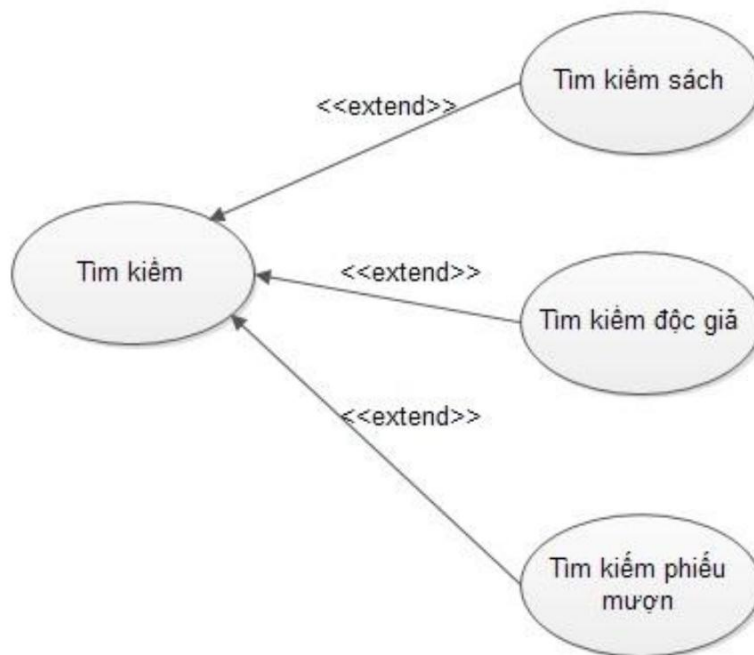 Tìm kiếm sách
<<extend>>
Tìm kiếm
<<extend>>
Tìm kiếm độc giả
<<extend>>
Tìm kiếm phiếu
mượn